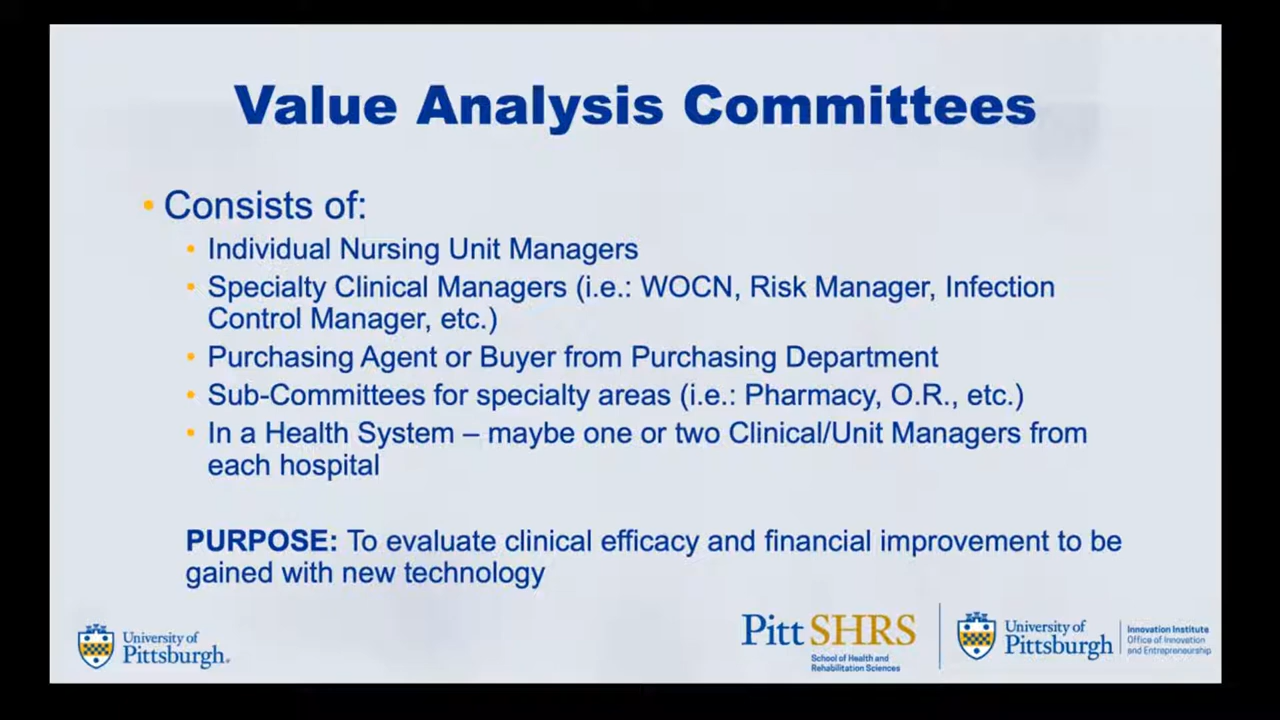 Value Analysis Committees
• Consists of:
• Individual Nursing Unit Managers
• Specialty Clinical Managers (i.e.: WOCN, Risk Manager, Infection
Control Manager, etc.)
• Purchasing Agent or Buyer from Purchasing Department
• Sub-Committees for specialty areas (i.e.: Pharmacy, O.R., etc.)
• In a Health System – maybe one or two Clinical/Unit Managers from
each hospital
PURPOSE: To evaluate clinical efficacy and financial improvement to be
gained with new technology
University of
Pittsburgh.
Pitt SHRS
School of Health and
Rehabilitation Sciences
University of
Pittsburgh
Innovation Institute
Office of Innovation
and Entrepreneurship